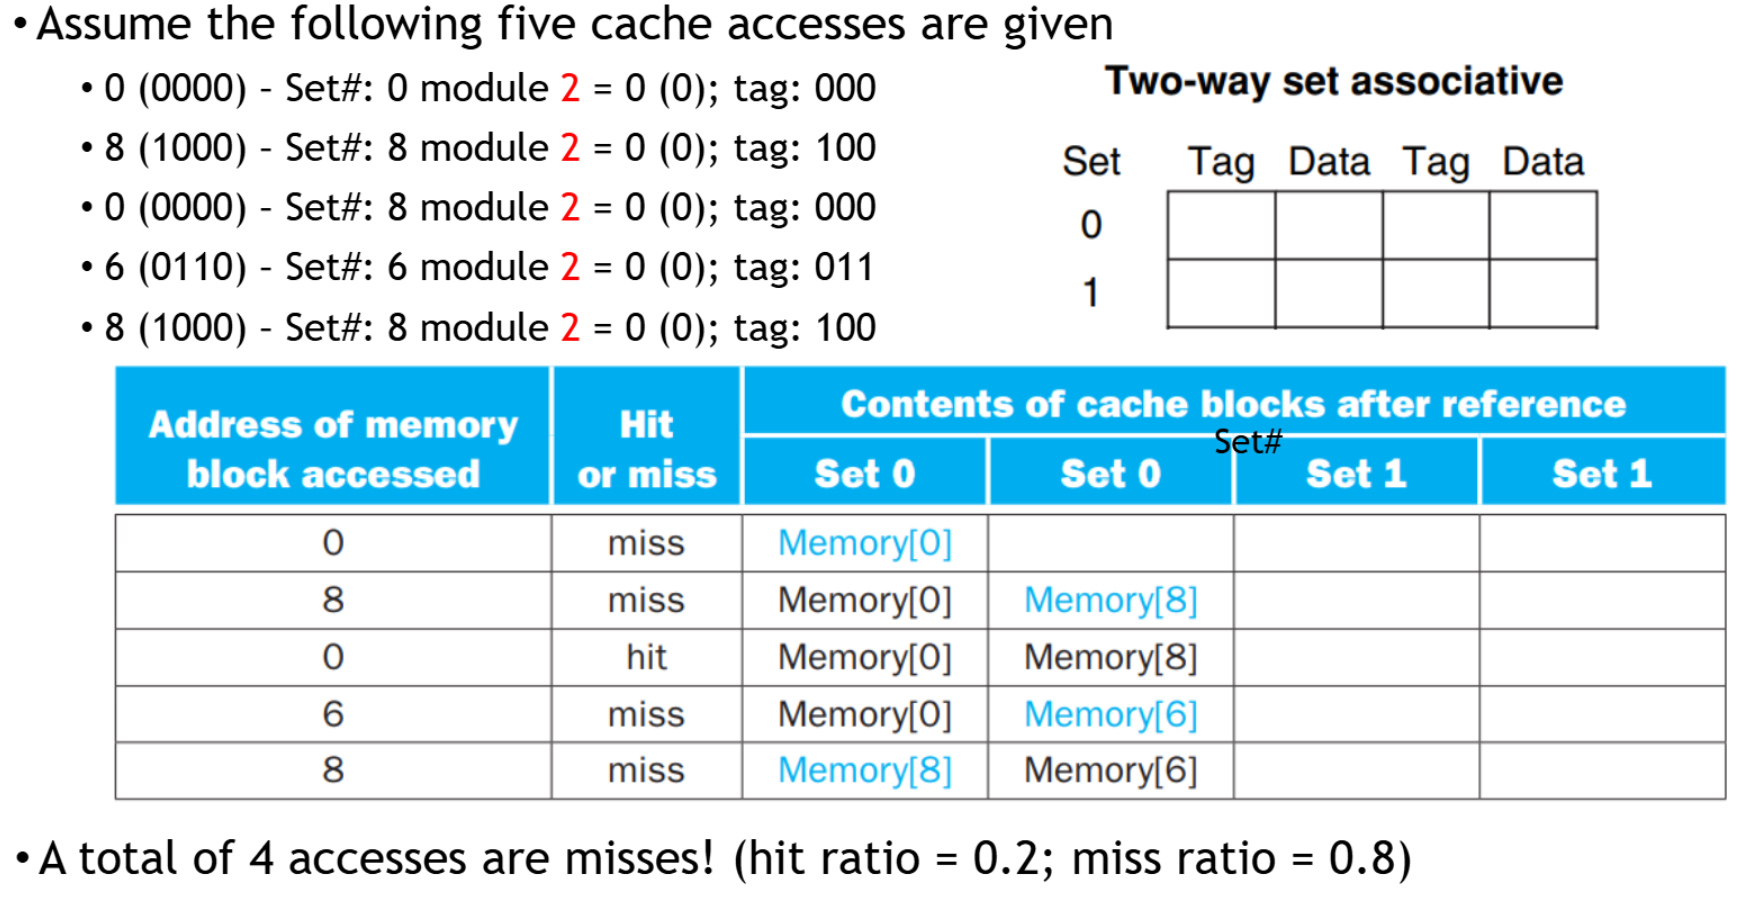 • Assume the following five cache accesses are given
• 0 (0000) - Set#: 0 module 2 = 0 (0); tag: 000
• 8 (1000) - Set#: 8 module 2 = 0 (0); tag: 100
• 0 (0000) - Set#: 8 module 2 = 0 (0); tag: 000
• 6 (0110) - Set#: 6 module 2 = 0 (0); tag: 011
• 8 (1000) - Set#: 8 module 2 = 0 (0); tag: 100
Two-way set associative
Set Tag Data Tag Data
0
1
Address of memory block accessed Hit or miss Contents of cache blocks after reference
Set#
Set 0 Set 0 Set 1 Set 1
0 miss Memory[0]
8 miss Memory[0] Memory[8]
0 hit Memory[0] Memory[8]
6 miss Memory[0] Memory[6]
8 miss Memory[8] Memory[6]
• A total of 4 accesses are misses! (hit ratio = 0.2; miss ratio = 0.8)